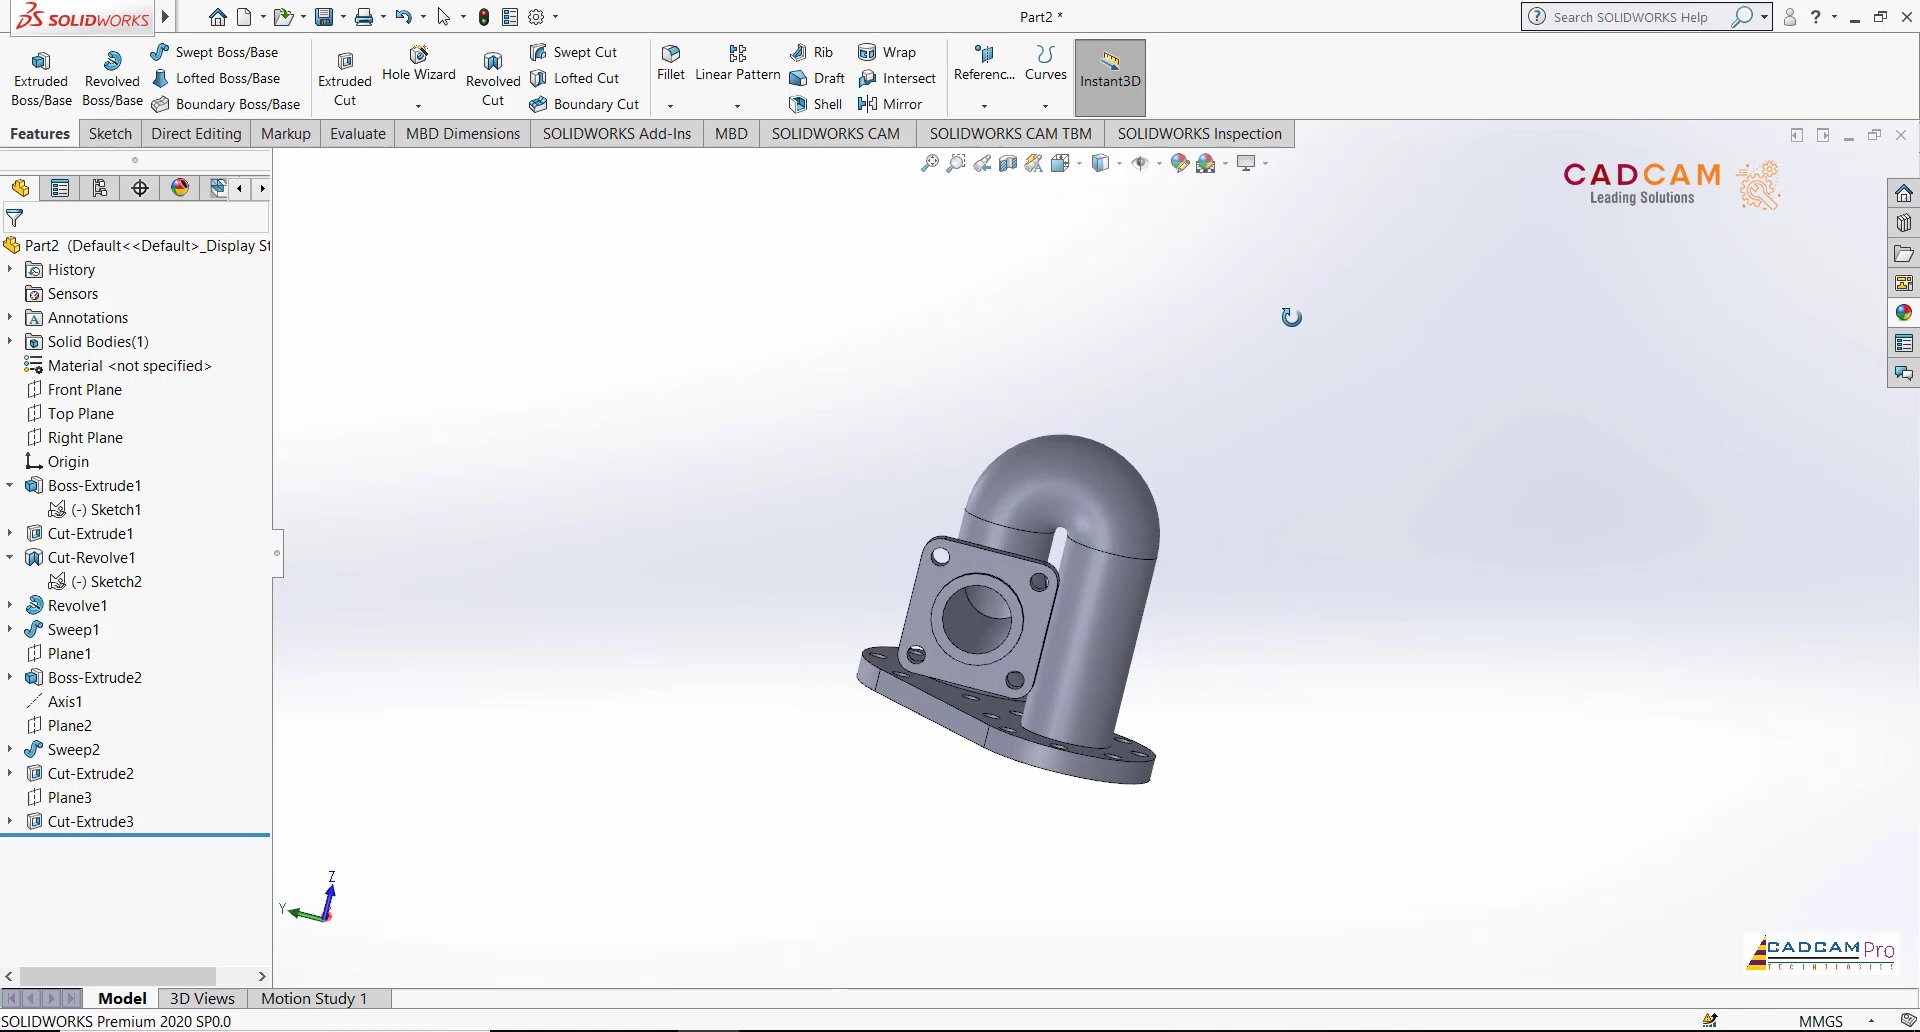 SOLIDWORKS
Part2 *
Search SOLIDWORKS Help
Extruded Boss/Base
Revolved Boss/Base
Swept Boss/Base
Lofted Boss/Base
Boundary Boss/Base
Extruded Cut
Hole Wizard
Revolved Cut
Swept Cut
Lofted Cut
Boundary Cut
Fillet
Linear Pattern
Rib
Draft
Shell
Wrap
Intersect
Mirror
Referenc...
Curves
Instant3D
Features
Sketch
Direct Editing
Markup
Evaluate
MBD Dimensions
SOLIDWORKS Add-Ins
MBD
SOLIDWORKS CAM
SOLIDWORKS CAM TBM
SOLIDWORKS Inspection
CADCAM
Leading Solutions
Part2 (Default<<Default>_Display St
History
Sensors
Annotations
Solid Bodies(1)
Material <not specified>
Front Plane
Top Plane
Right Plane
Origin
Boss-Extrude1
(-) Sketch1
Cut-Extrude1
Cut-Revolve1
(-) Sketch2
Revolve1
Sweep1
Plane1
Boss-Extrude2
Axis1
Plane2
Sweep2
Cut-Extrude2
Plane3
Cut-Extrude3
Z
Y
CADCAM Pro
Model
3D Views
Motion Study 1
SOLIDWORKS Premium 2020 SP0.0
MMGS